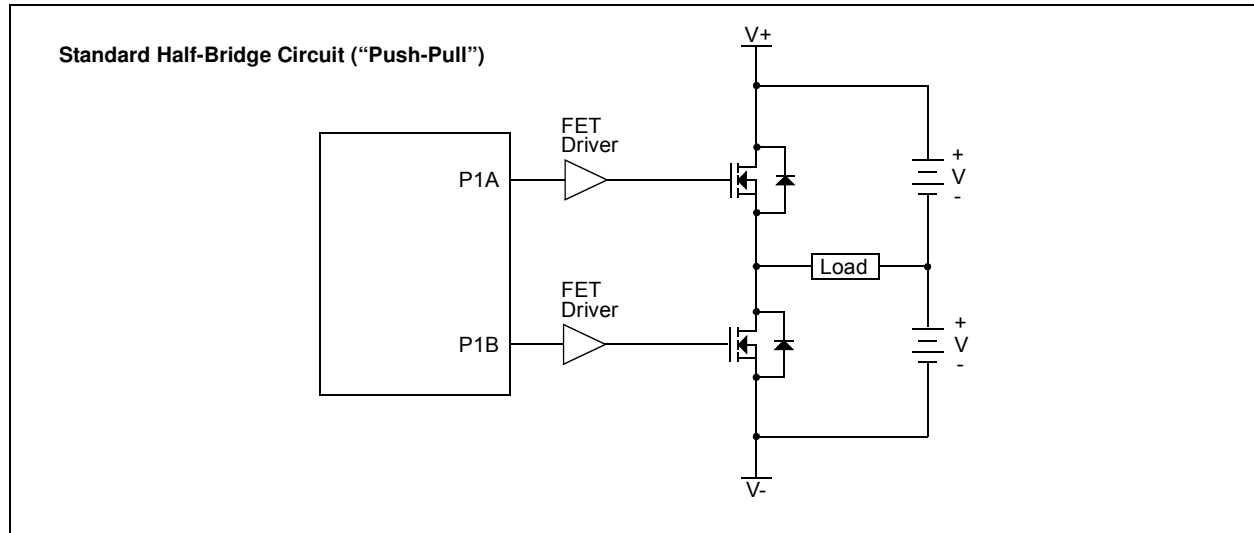 Standard Half-Bridge Circuit (“Push-Pull”)
V+
FET
Driver
P1A
+
V
-
Load
FET
Driver
P1B
+
V
-
V-